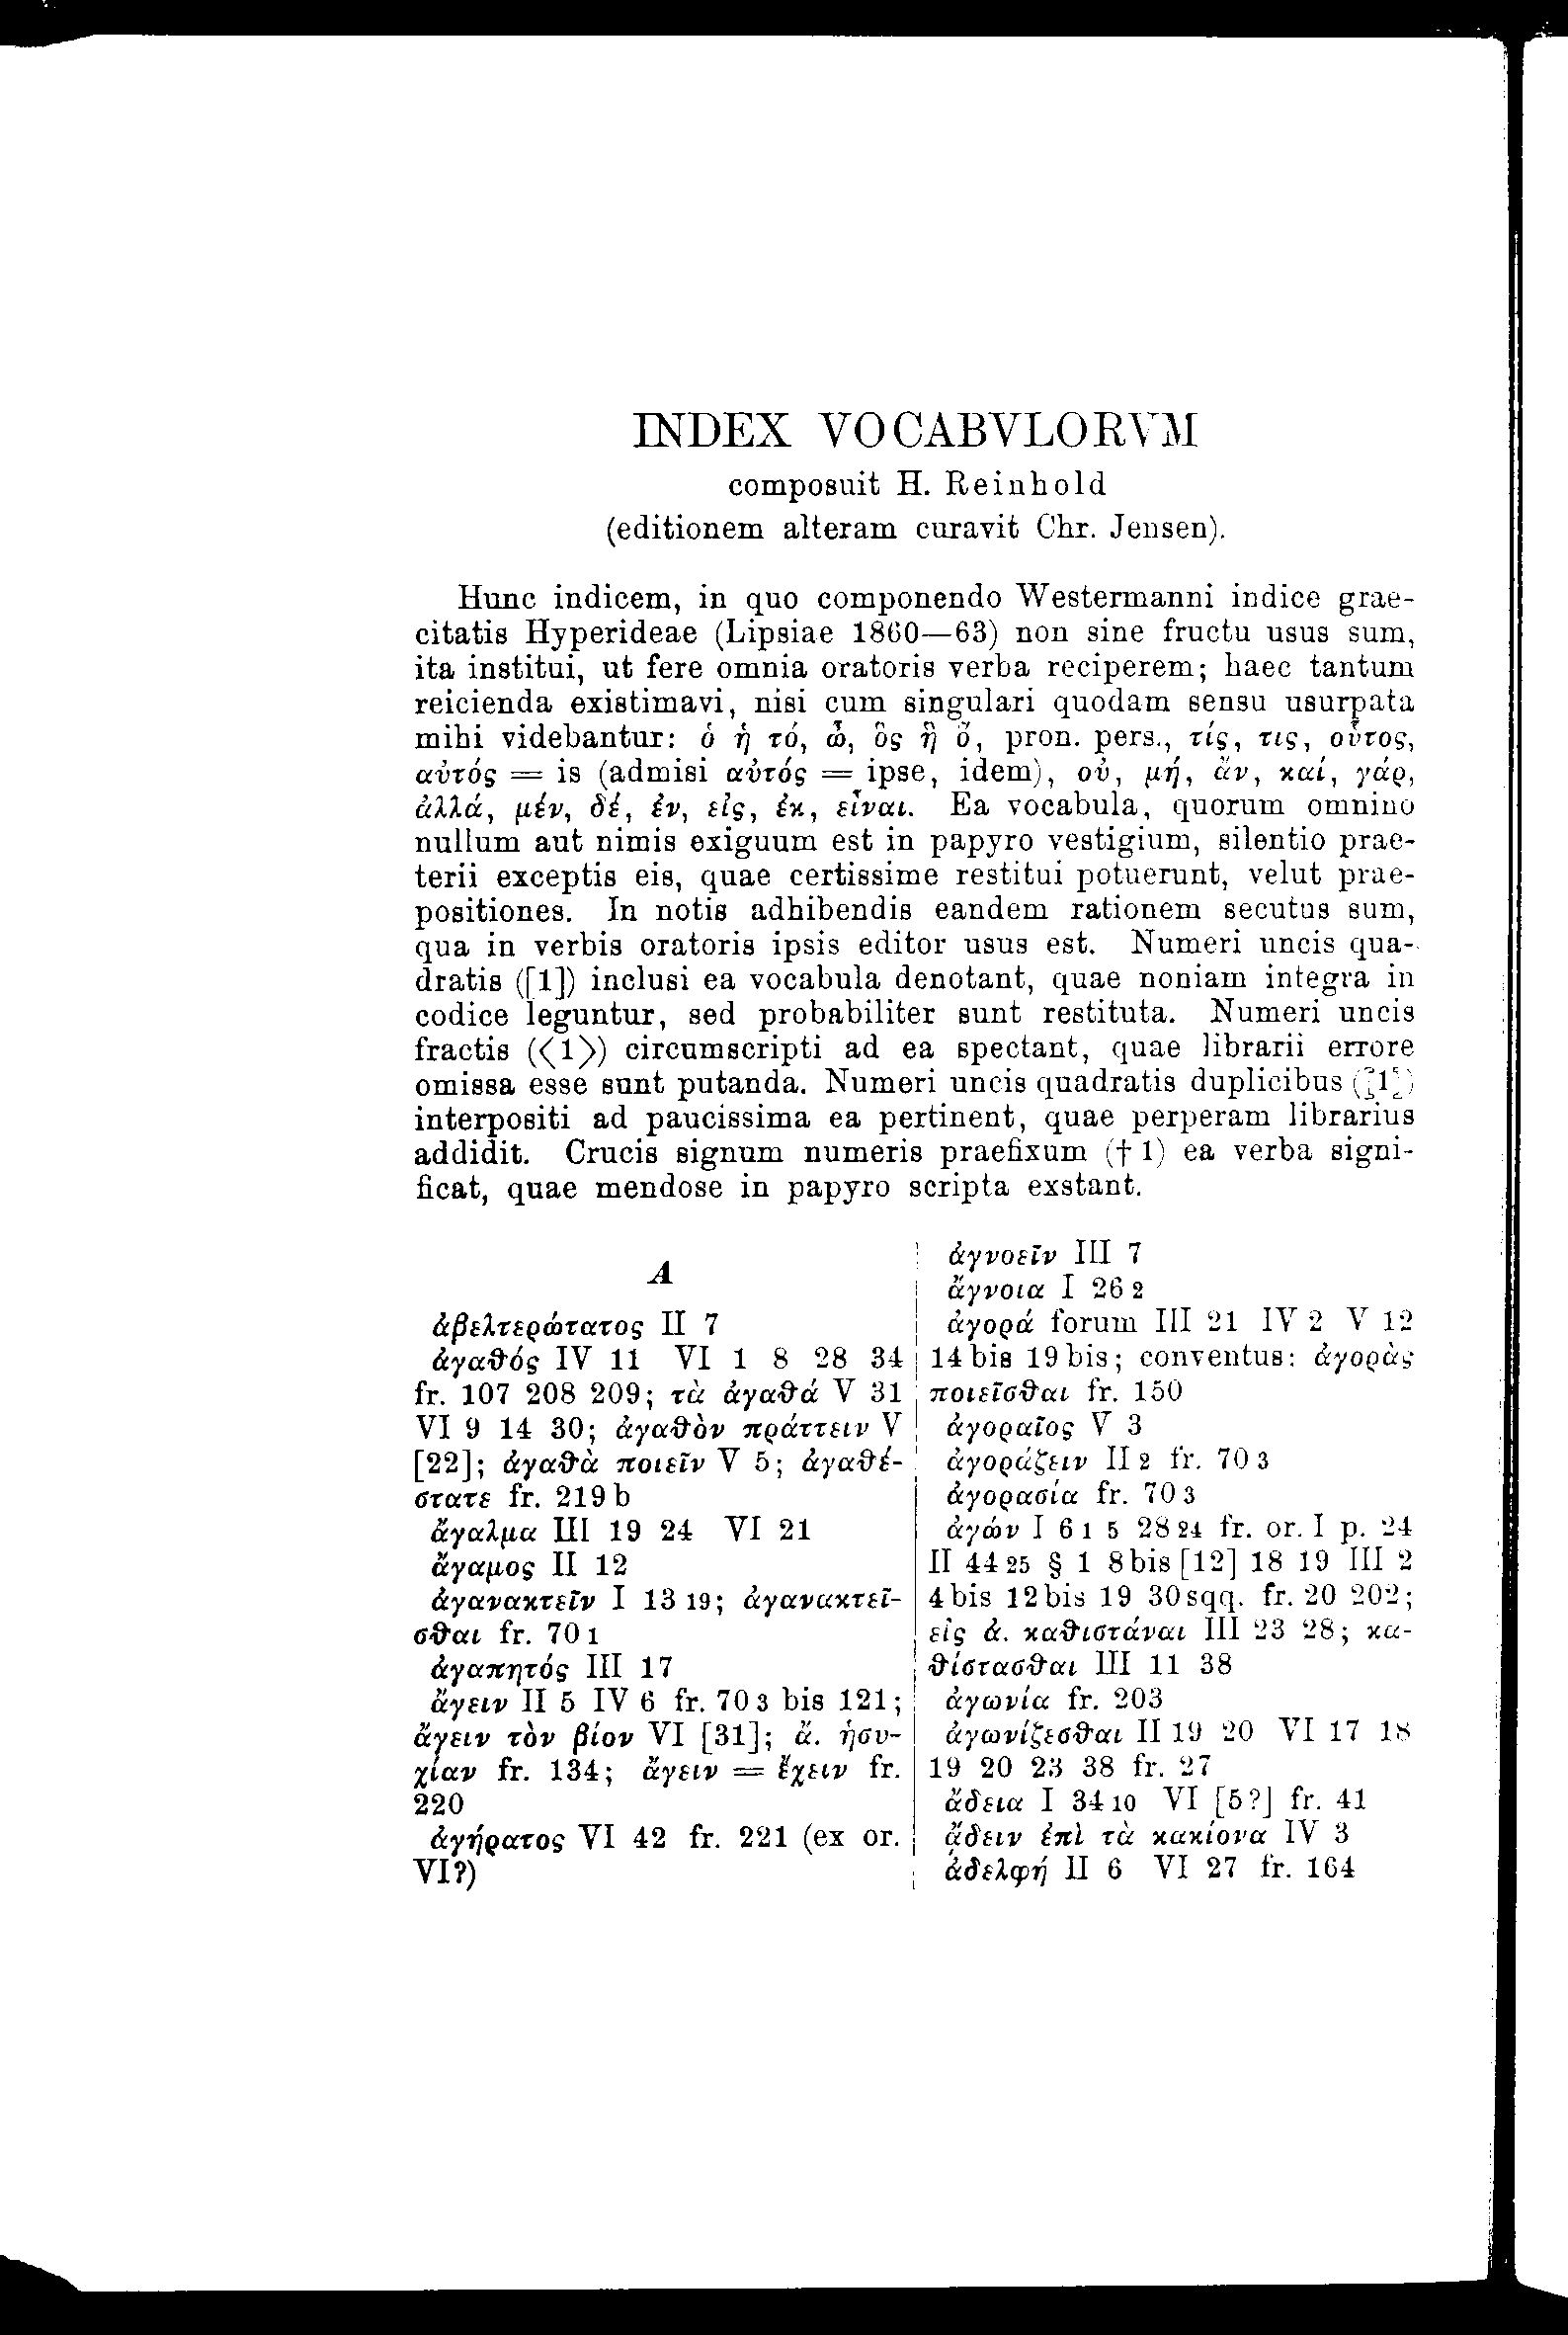 INDEX VOCABVLORVM
composuit H. Reinhold
(editionem alteram curavit Chr. Jensen).
Hunc indicem, in quo componendo Westermanni indice grae-
citatis Hyperideae (Lipsiae 1860—63) non sine fructu usus sum,
ita institui, ut fere omnia oratoris verba reciperem; haec tantum
reicienda existimavi, nisi cum singulari quodam sensu usurpata
mihi videbantur: ὁ ἡ τό, ὦ, ὃς ἣ ὅ, pron. pers., τίς, τις, οὗτος,
αὐτός = is (admisi αὐτός = ipse, idem), οὐ, μή, ἄν, καί, γάρ,
ἀλλά, μέν, δέ, ἐν, εἰς, ἐκ, εἶναι. Ea vocabula, quorum omnino
nullum aut nimis exiguum est in papyro vestigium, silentio prae-
terii exceptis eis, quae certissime restitui potuerunt, velut prae-
positiones. In notis adhibendis eandem rationem secutus sum,
qua in verbis oratoris ipsis editor usus est. Numeri uncis qua-
dratis ([1]) inclusi ea vocabula denotant, quae noniam integra in
codice leguntur, sed probabiliter sunt restituta. Numeri uncis
fractis (⟨1⟩) circumscripti ad ea spectant, quae librarii errore
omissa esse sunt putanda. Numeri uncis quadratis duplicibus (⟦1⟧)
interpositi ad paucissima ea pertinent, quae perperam librarius
addidit. Crucis signum numeris praefixum († 1) ea verba signi-
ficat, quae mendose in papyro scripta exstant.
A
ἀβελτερώτατος II 7
ἀγαθός IV 11 VI 1 8 28 34
fr. 107 208 209; τὰ ἀγαθά V 31
VI 9 14 30; ἀγαθὸν πράττειν V
[22]; ἀγαθὰ ποιεῖν V 5; ἀγαθέ-
στατε fr. 219 b
ἄγαλμα III 19 24 VI 21
ἄγαμος II 12
ἀγανακτεῖν I 13 19; ἀγανακτεῖ-
σθαι fr. 70 1
ἀγαπητός III 17
ἄγειν II 5 IV 6 fr. 70 3 bis 121;
ἄγειν τὸν βίον VI [31]; ἄ. ἡσυ-
χίαν fr. 134; ἄγειν = ἔχειν fr.
220
ἀγήρατος VI 42 fr. 221 (ex or.
VI?)
ἀγνοεῖν III 7
ἄγνοια I 26 2
ἀγορά forum III 21 IV 2 V 12
14 bis 19 bis; conventus: ἀγορὰς
ποιεῖσθαι fr. 150
ἀγοραῖος V 3
ἀγοράζειν II 2 fr. 70 3
ἀγορασία fr. 70 3
ἀγών I 6 1 5 28 24 fr. or. I p. 24
II 44 25 § 1 8 bis [12] 18 19 III 2
4 bis 12 bis 19 30 sqq. fr. 20 202;
εἰς ἀ. καθιστάναι III 23 28; κα-
θίστασθαι III 11 38
ἀγωνία fr. 203
ἀγωνίζεσθαι II 19 20 VI 17 18
19 20 23 38 fr. 27
ἄδεια I 34 10 VI [5?] fr. 41
ᾄδειν ἐπὶ τὰ κακίονα IV 3
ἀδελφή II 6 VI 27 fr. 164